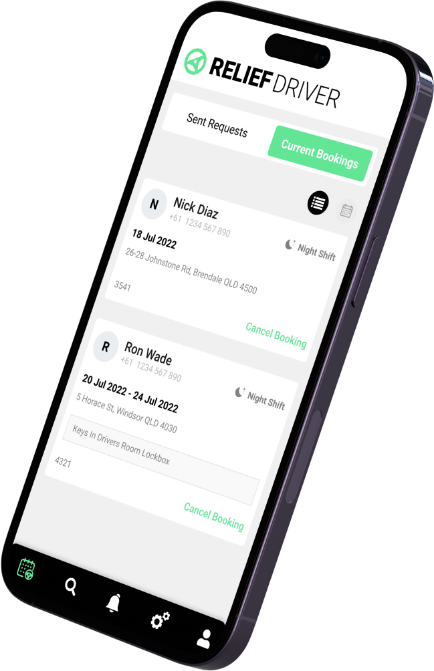 RELIEF DRIVER
Sent Requests
Current Bookings
N
Nick Diaz
+61 1234 567 890
Night Shift
18 Jul 2022
26-28 Johnstone Rd, Brendale QLD 4500
3541
Cancel Booking
R
Ron Wade
+61 1234 567 890
Night Shift
20 Jul 2022 - 24 Jul 2022
5 Horace St, Windsor QLD 4030
Keys In Drivers Room Lockbox
4321
Cancel Booking